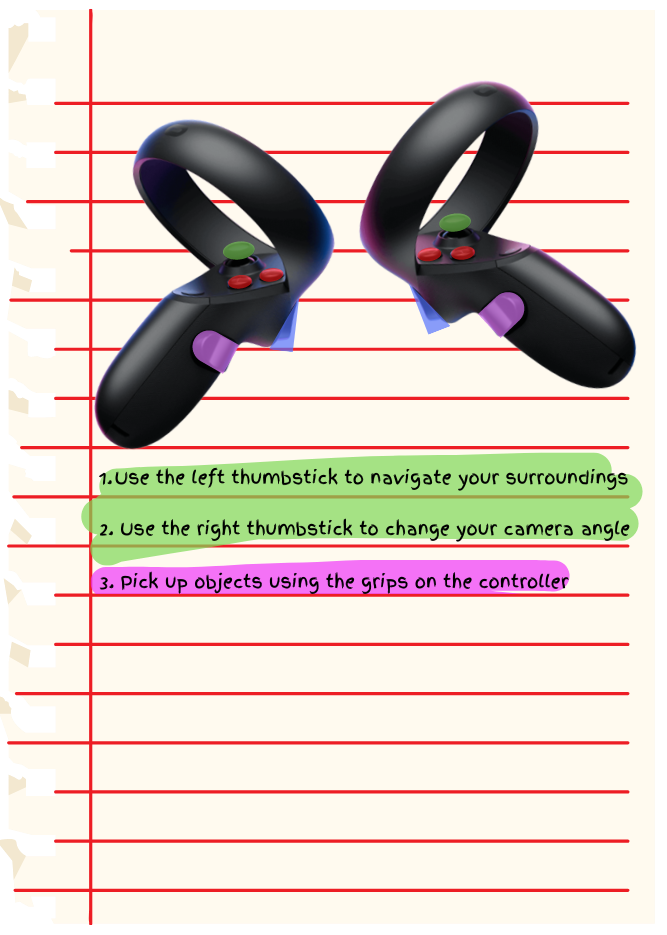 1.Use the left thumbstick to navigate your surroundings
2. Use the right thumbstick to change your camera angle
3. Pick up objects using the grips on the controller